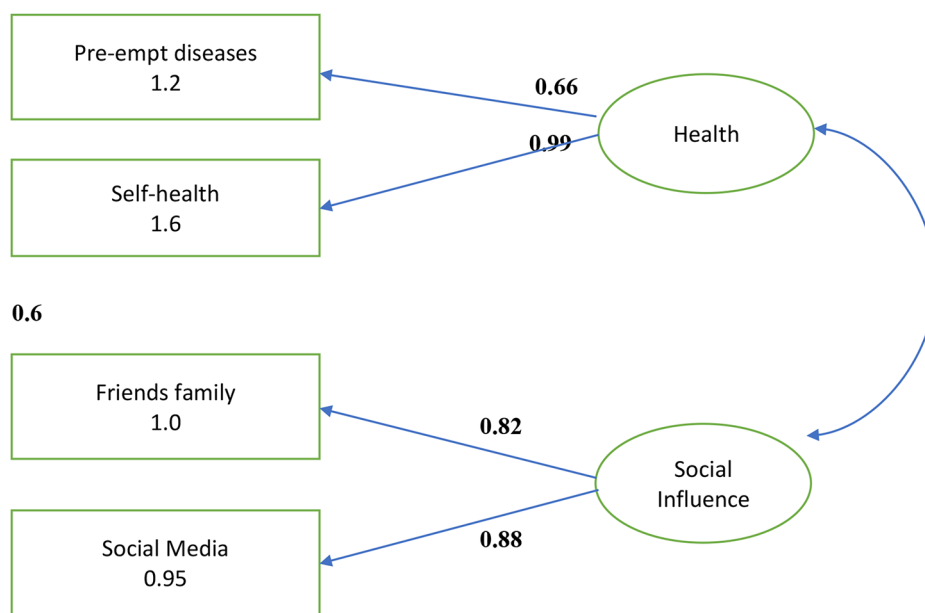 Pre-empt diseases
1.2
0.66
Health
0.99
Self-health
1.6
0.6
Friends family
1.0
0.82
Social
Influence
0.88
Social Media
0.95